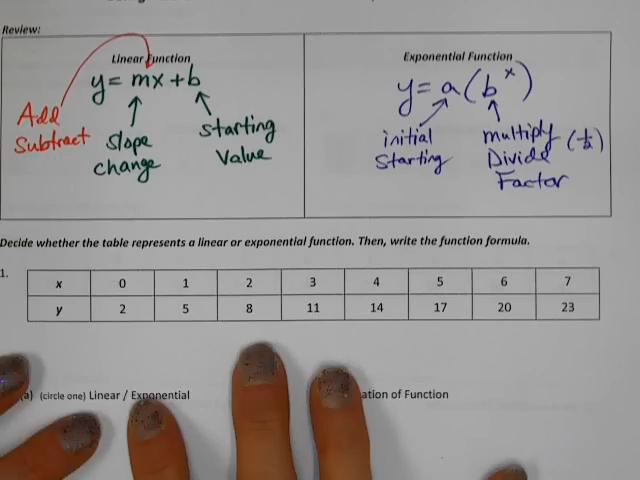 Review:
Linear Function
y = mx + b
Add
Subtract
slope
change
starting
value
Exponential Function
y = a(b^x)
initial
starting
multiply
Divide (1/2)
Factor
Decide whether the table represents a linear or exponential function. Then, write the function formula.
1.
x 0 1 2 3 4 5 6 7
y 2 5 8 11 14 17 20 23
a) (circle one) Linear / Exponential
ation of Function